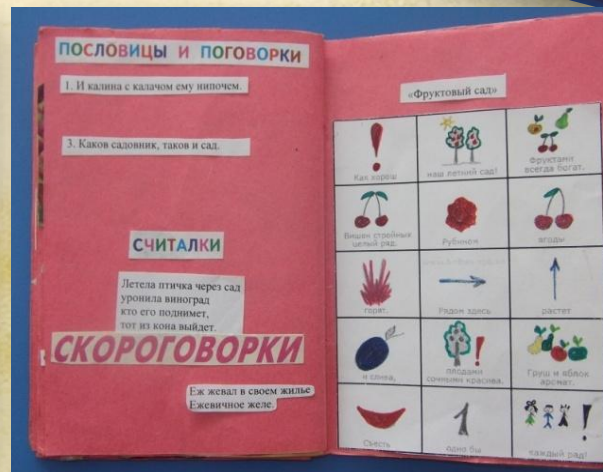 ПОСЛОВИЦЫ И ПОГОВОРКИ
1. И калина с калачом ему нипочем.
3. Каков садовник, таков и сад.
СЧИТАЛКИ
Летела птичка через сад
уронила виноград
кто его поднимет,
тот из кона выйдет.
СКОРОГОВОРКИ
Еж жевал в своем жилье
Ежевичное желе.
«Фруктовый сад»
Как хорош
наш летний сад!
Фруктами
всегда богат.
Вишен стройных
целый ряд.
Рубином
ягоды
горят.
Рядом здесь
растет
и слива,
плодами
сочными красива.
Груш и яблок
аромат.
Съесть
1
одно бы
каждый рад!